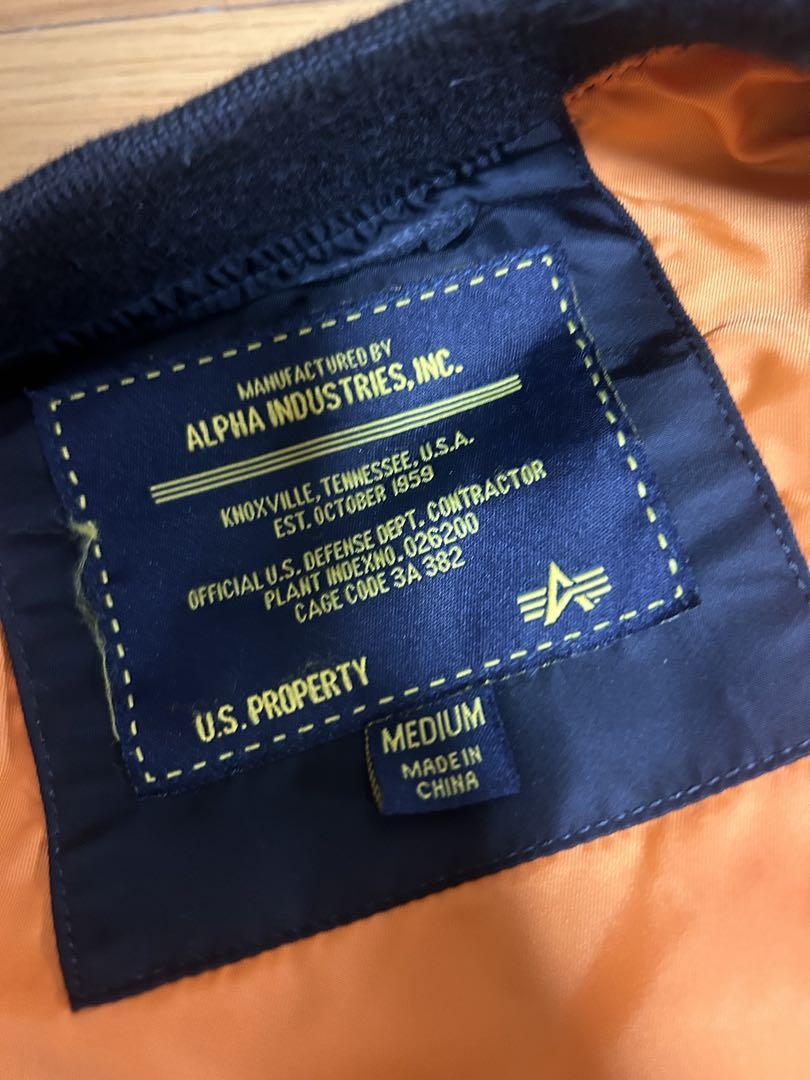 MANUFACTURED BY
ALPHA INDUSTRIES, INC.
KNOXVILLE, TENNESSEE, U.S.A.
EST. OCTOBER 1959
OFFICIAL U.S. DEFENSE DEPT. CONTRACTOR
PLANT INDEXNO. 026200
CAGE CODE 3A 382
U.S. PROPERTY
MEDIUM
MADE IN
CHINA